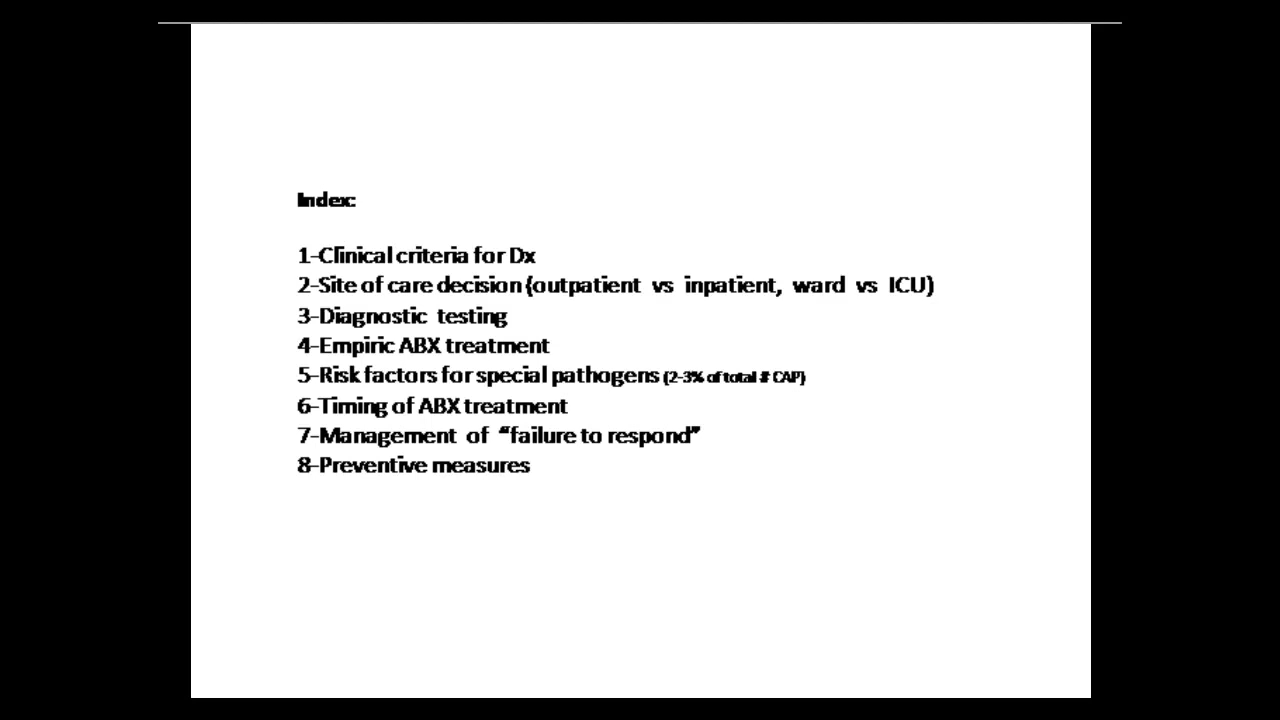 Index:
1-Clinical criteria for Dx
2-Site of care decision (outpatient vs inpatient, ward vs ICU)
3-Diagnostic testing
4-Empiric ABX treatment
5-Risk factors for special pathogens (2-3% of total # CAP)
6-Timing of ABX treatment
7-Management of “failure to respond”
8-Preventive measures